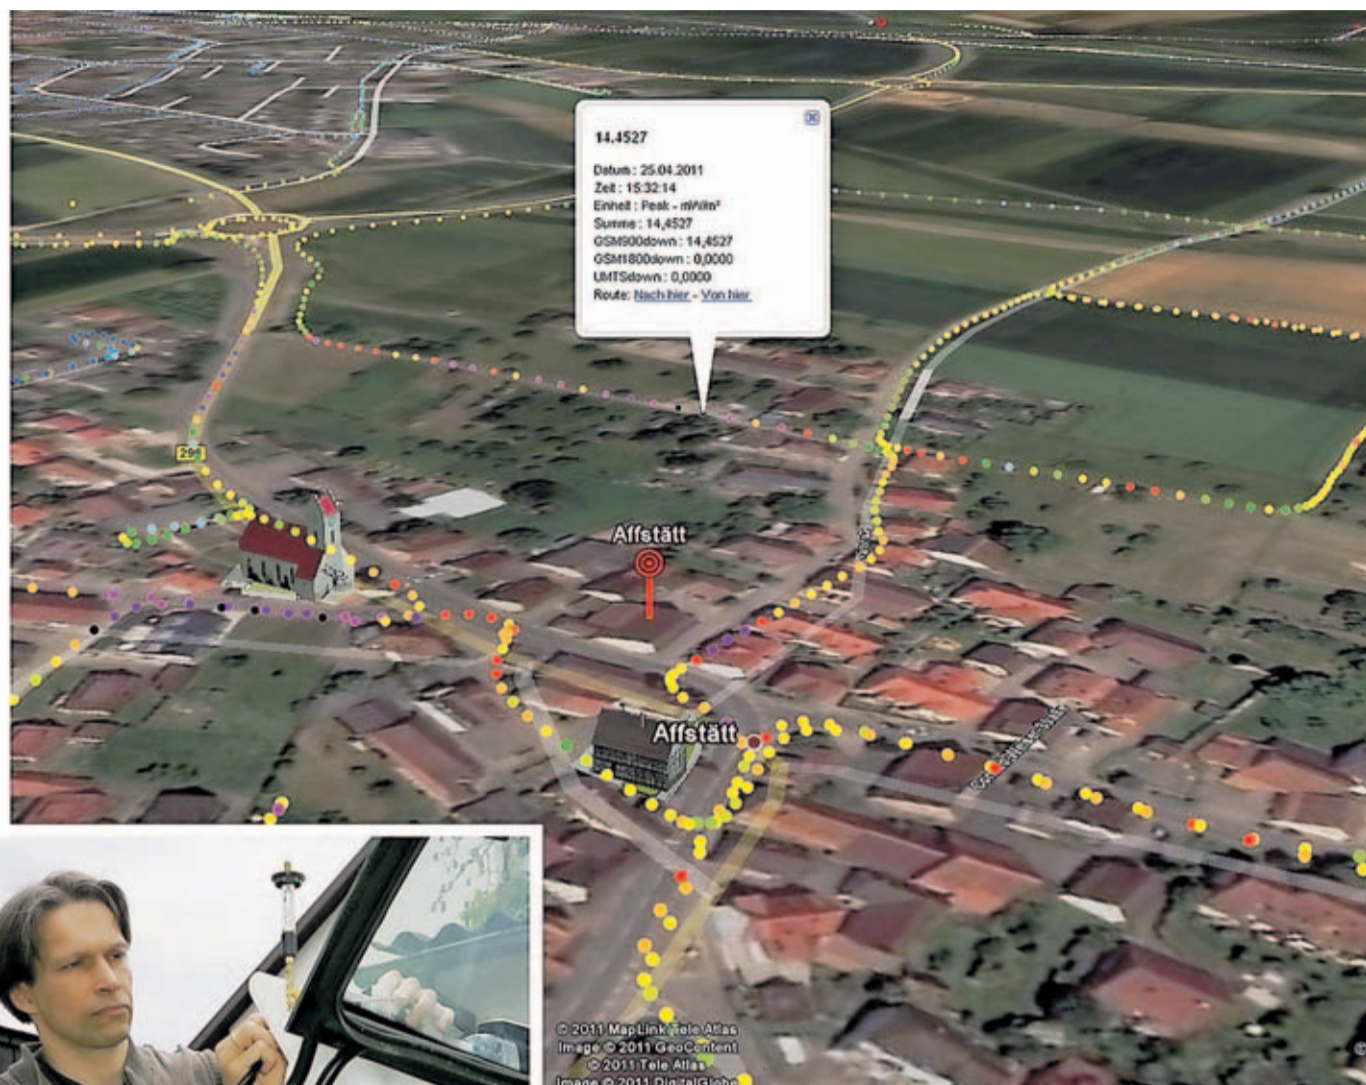 14.4527
Datum : 25.04.2011
Zeit : 15:32:14
Einheit : Peak - mW/m²
Summe : 14,4527
GSM900down : 14,4527
GSM1800down : 0,0000
UMTSdown : 0,0000
Route: Nach hier - Von hier
296
Affstätt
Affstätt
© 2011 MapLink/Tele Atlas
Image © 2011 GeoContent
© 2011 Tele Atlas
Image © 2011 DigitalGlobe